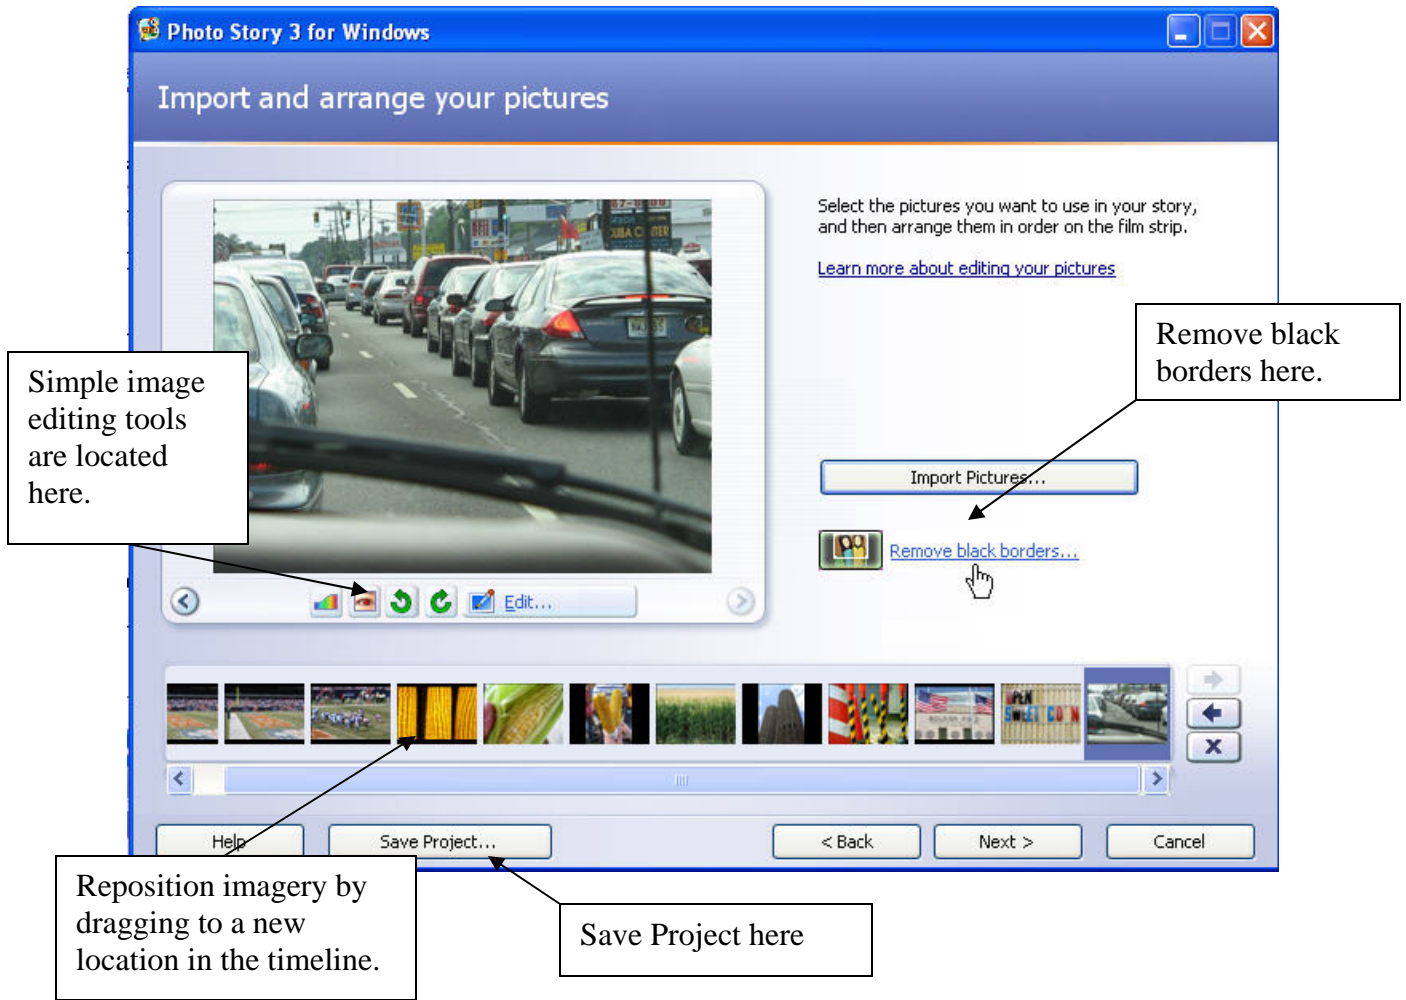 Photo Story 3 for Windows
Import and arrange your pictures
Select the pictures you want to use in your story,
and then arrange them in order on the film strip.
Learn more about editing your pictures
Remove black
borders here.
Simple image
editing tools
are located
here.
Import Pictures...
Remove black borders...
Edit...
OPEN
SWEET CORN
Help
Save Project...
< Back
Next >
Cancel
Reposition imagery by
dragging to a new
location in the timeline.
Save Project here